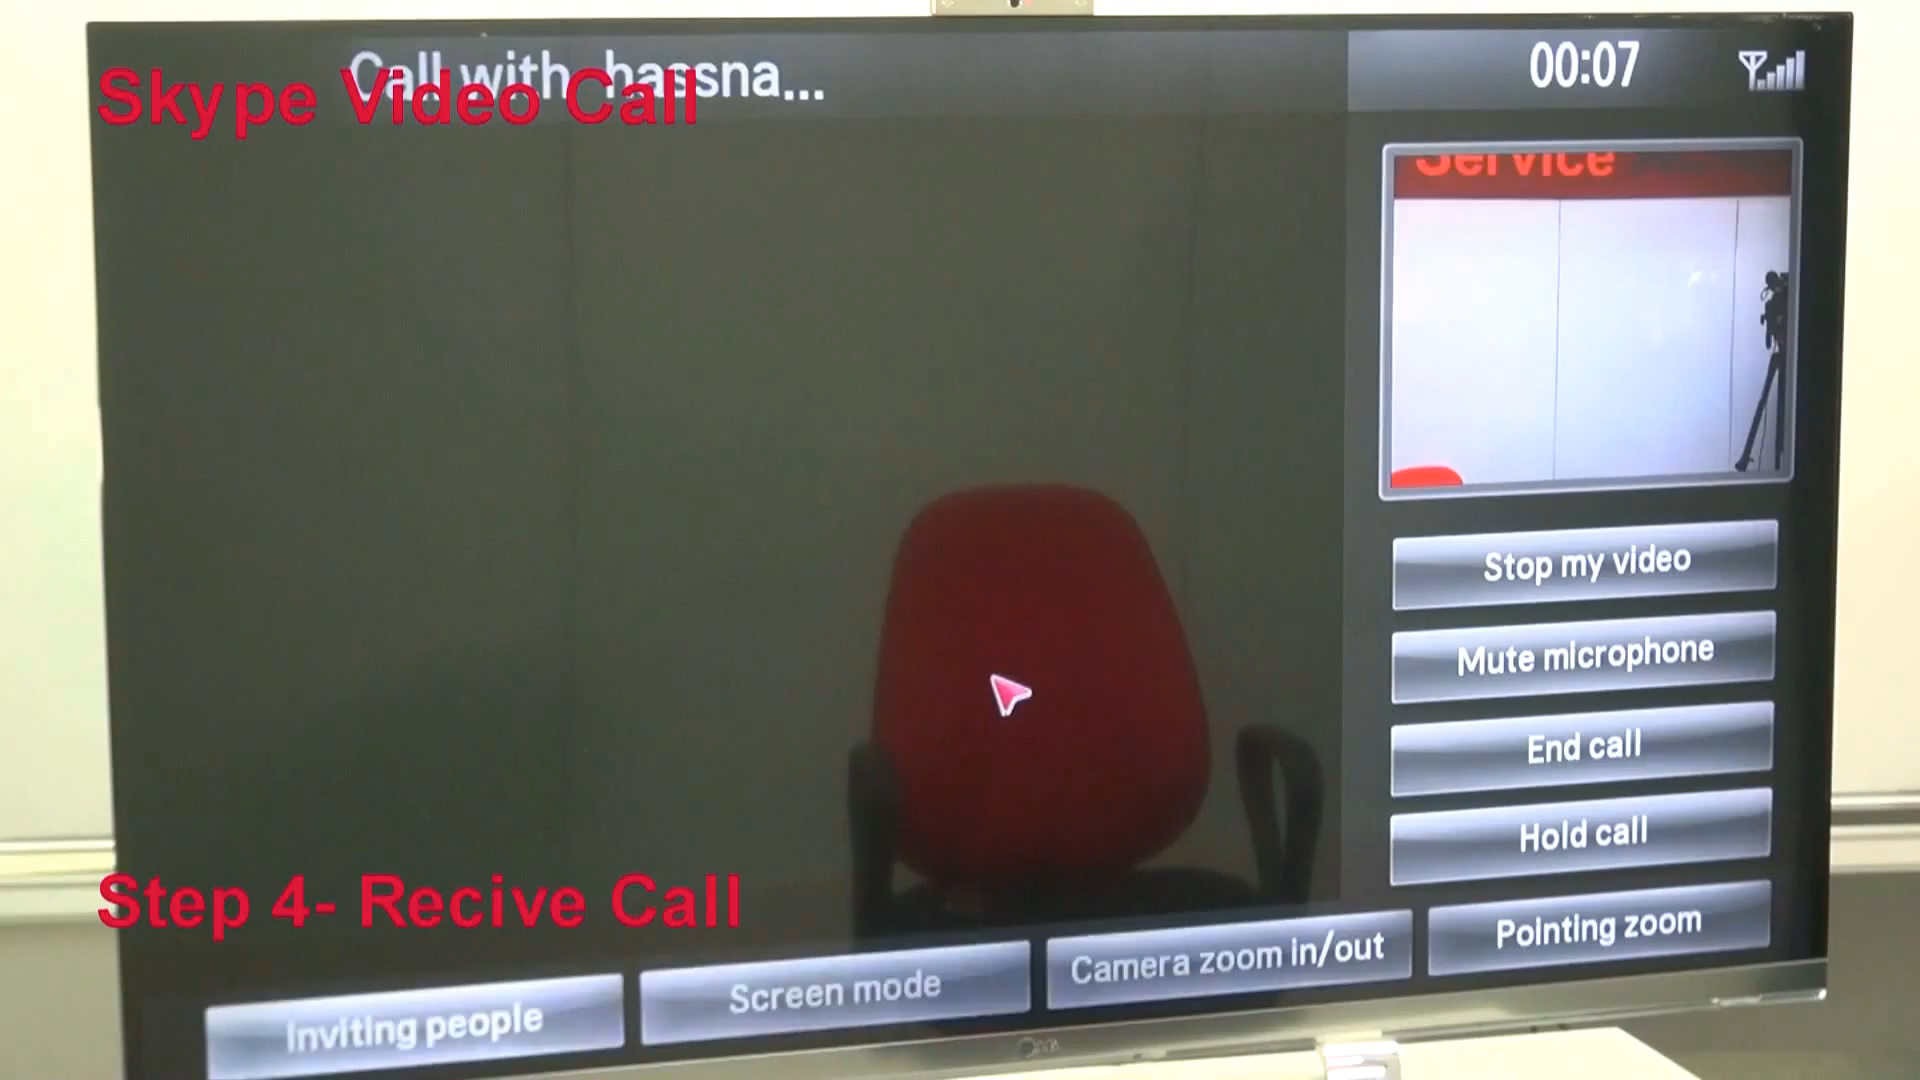 Call with hassna...
00:07
Skype Video Call
Service
Stop my video
Mute microphone
End call
Hold call
Step 4- Recive Call
Pointing zoom
Camera zoom in/out
Screen mode
Inviting people